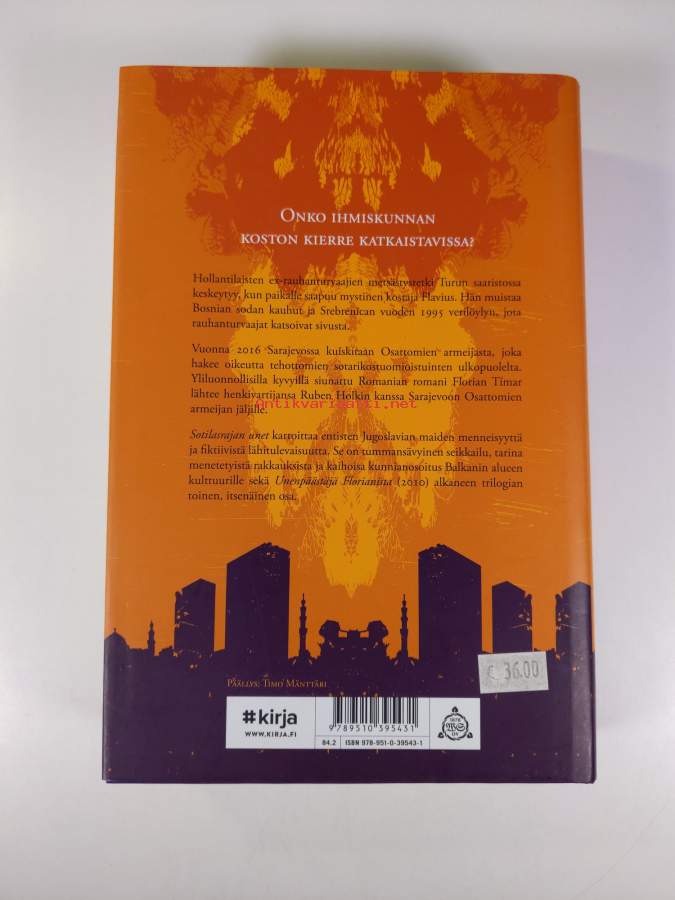 ONKO IHMISKUNNAN
KOSTON KIERRE KATKAISTAVISSA?
Hollantilaisten ex-rauhanturvaajien metsästysretki Turun saaristossa
keskeytyy, kun paikalle saapuu mystinen kostaja Flavius. Hän muistaa
Bosnian sodan kauhut ja Srebrenican vuoden 1995 verilöylyn, jota
rauhanturvaajat katsoivat sivusta.
Vuonna 2016 Sarajevossa kuiskitaan Osattomien armeijasta, joka
hakee oikeutta tehottomien sotarikostuomioistuinten ulkopuolelta.
Yliluonnollisilla kyvyillä siunattu Romanian romani Florian Timar
lähtee henkivartijansa Ruben Holkin kanssa Sarajevoon Osattomien
armeijan jäljille.
antikvariaatti.net
Sotilasrajan unet kartoittaa entisten Jugoslavian maiden menneisyyttä
ja fiktiivistä lähitulevaisuutta. Se on tummansävyinen seikkailu, tarina
menetetyistä rakkauksista ja kaihoisa kunnianosoitus Balkanin alueen
kulttuurille sekä Unenpäästäjä Florianista (2010) alkaneen trilogian
toinen, itsenäinen osa.
€ 36.00
PÄÄLLYS: TIMO MÄNTTÄRI
#kirja
WWW.KIRJA.FI
9789510395431
84.2 ISBN 978-951-0-39543-1
1878
WS
OY